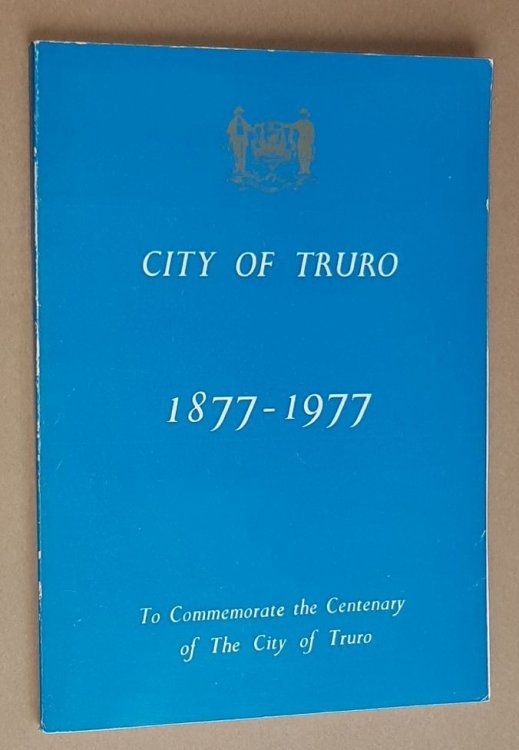 CITY OF TRURO
1877-1977
To Commemorate the Centenary
of The City of Truro